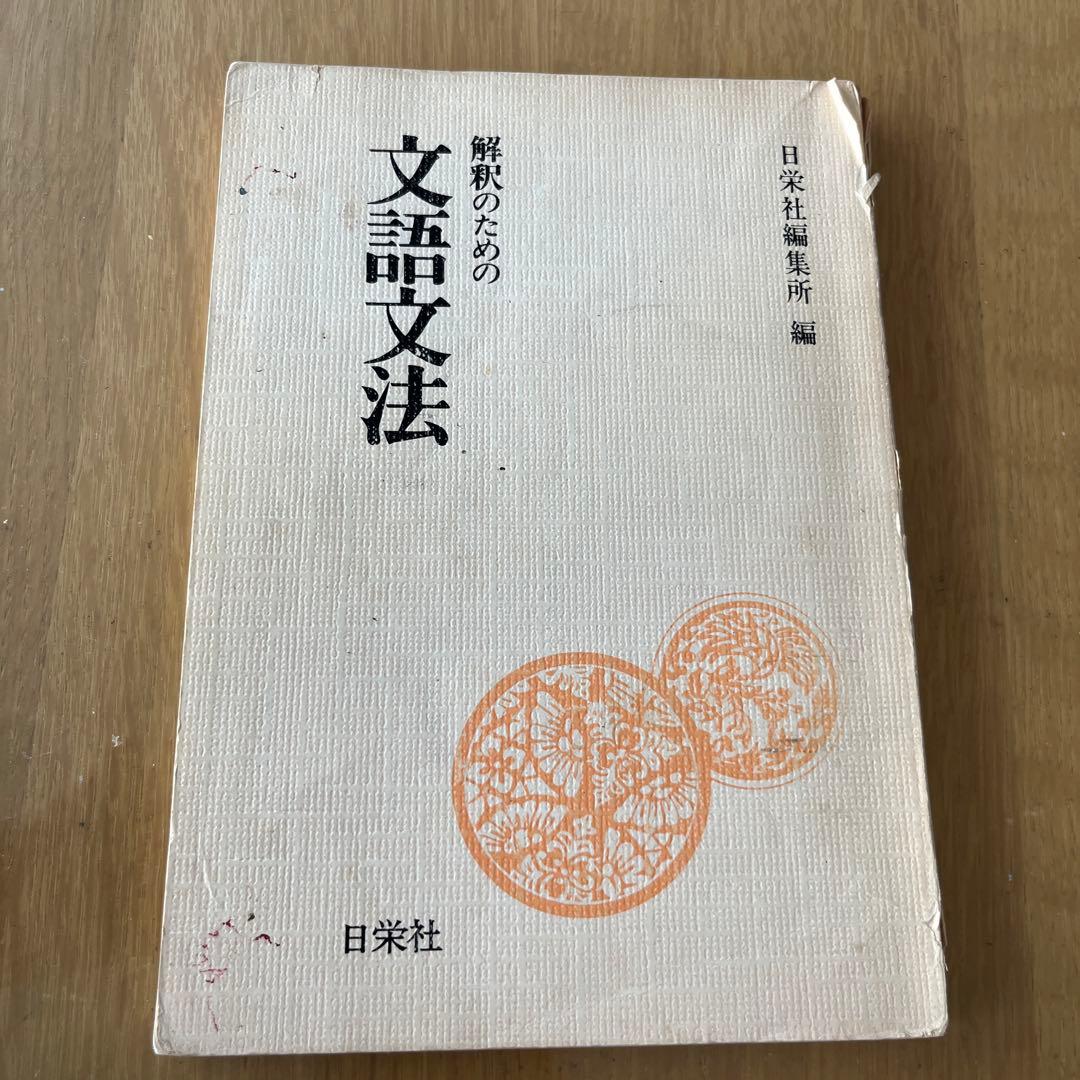 日栄社編集所 編
解釈のための
文語文法
日栄社